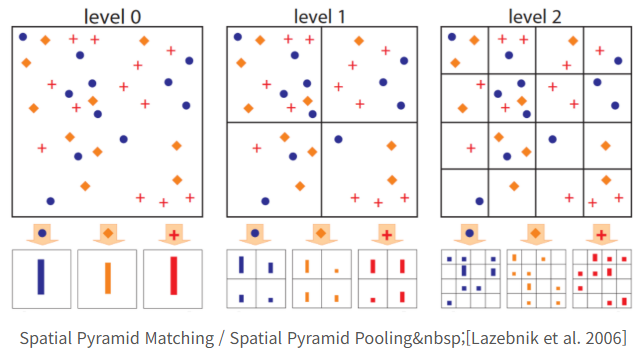 level 0 level 1 level 2
Spatial Pyramid Matching / Spatial Pyramid Pooling&nbsp;[Lazebnik et al. 2006]